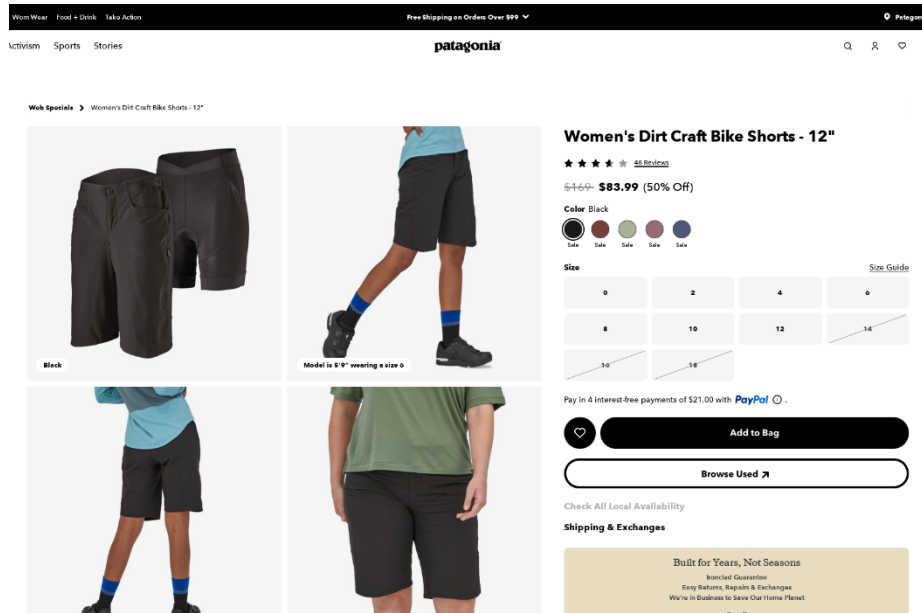 Worn Wear Food + Drink Take Action
Free Shipping on Orders Over $99
Patagon
Activism Sports Stories
patagonia
Web Specials Women's Dirt Craft Bike Shorts - 12"
Black
Model is 5'9" wearing a size 6
Women's Dirt Craft Bike Shorts - 12"
48 Reviews
$169 $83.99 (50% Off)
Color Black
Sale Sale Sale Sale Sale
Size Size Guide
0 2 4 6
8 10 12 14
16 18
Pay in 4 interest-free payments of $21.00 with PayPal .
Add to Bag
Browse Used
Check All Local Availability
Shipping & Exchanges
Built for Years, Not Seasons
Ironclad Guarantee
Easy Returns, Repairs & Exchanges
We're in Business to Save Our Home Planet